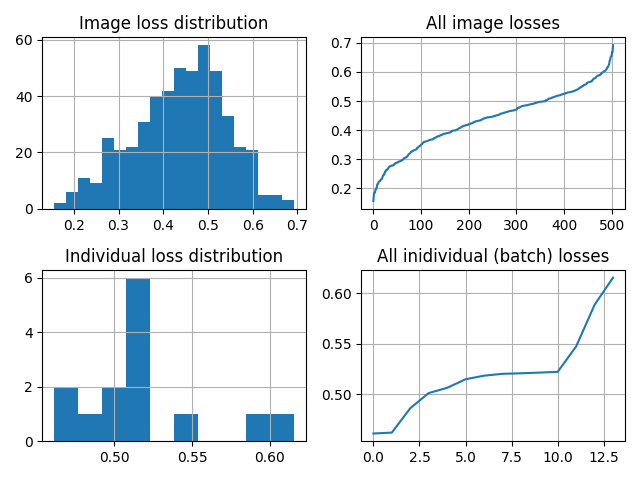 Image loss distribution
60
40
20
0
0.2 0.3 0.4 0.5 0.6 0.7
All image losses
0.7
0.6
0.5
0.4
0.3
0.2
0 100 200 300 400 500
Individual loss distribution
6
4
2
0
0.50 0.55 0.60
All inidividual (batch) losses
0.60
0.55
0.50
0.0 2.5 5.0 7.5 10.0 12.5